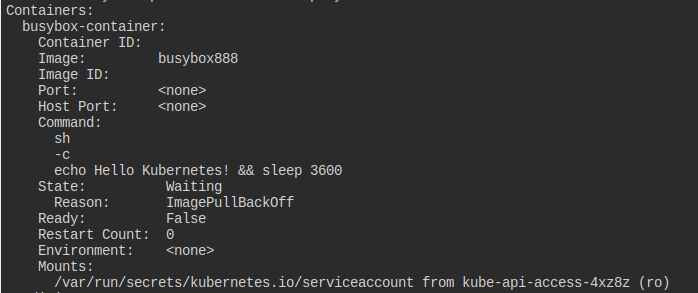 Containers:
  busybox-container:
    Container ID:
    Image:         busybox888
    Image ID:
    Port:          <none>
    Host Port:     <none>
    Command:
      sh
      -c
      echo Hello Kubernetes! && sleep 3600
    State:          Waiting
      Reason:       ImagePullBackOff
    Ready:          False
    Restart Count:  0
    Environment:    <none>
    Mounts:
      /var/run/secrets/kubernetes.io/serviceaccount from kube-api-access-4xz8z (ro)